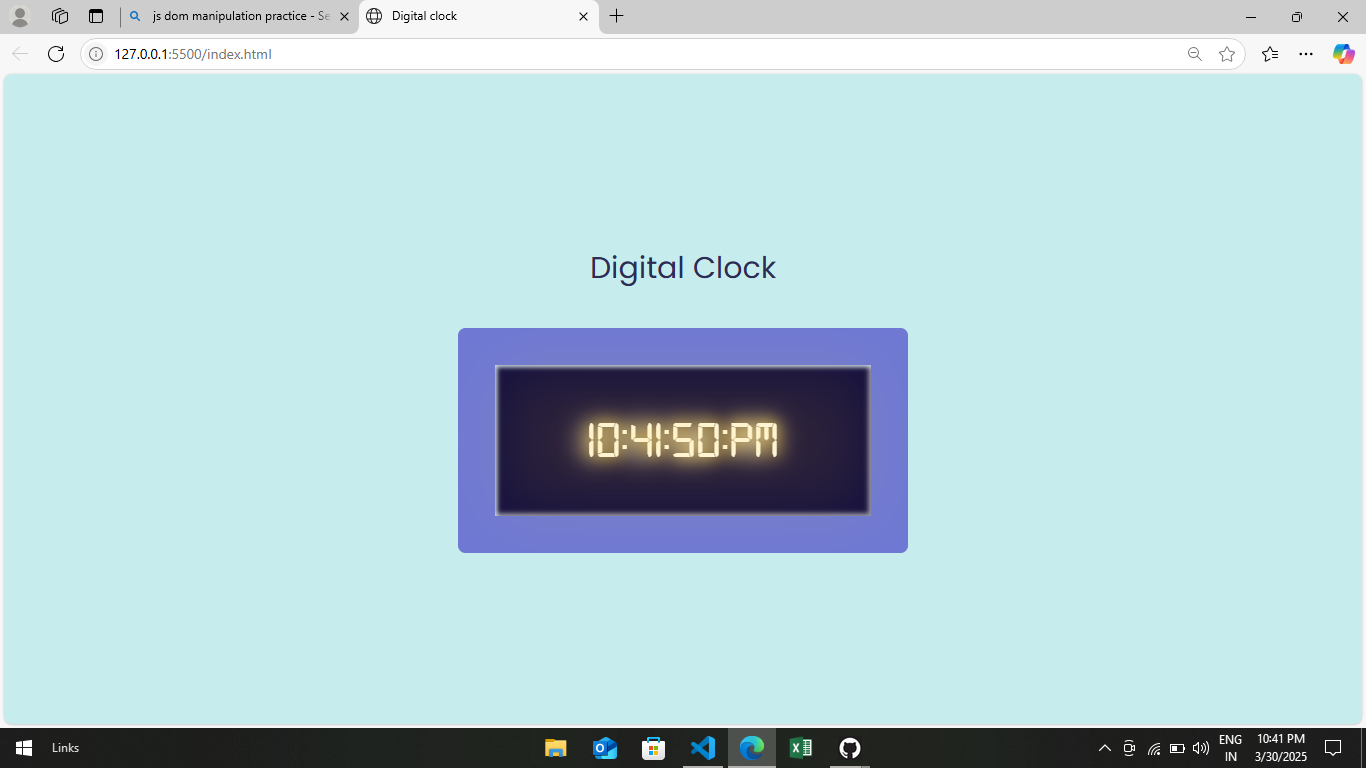 js dom manipulation practice - Se
Digital clock
127.0.0.1:5500/index.html
Digital Clock
10:41:50:PM
Links
ENG
IN
10:41 PM
3/30/2025